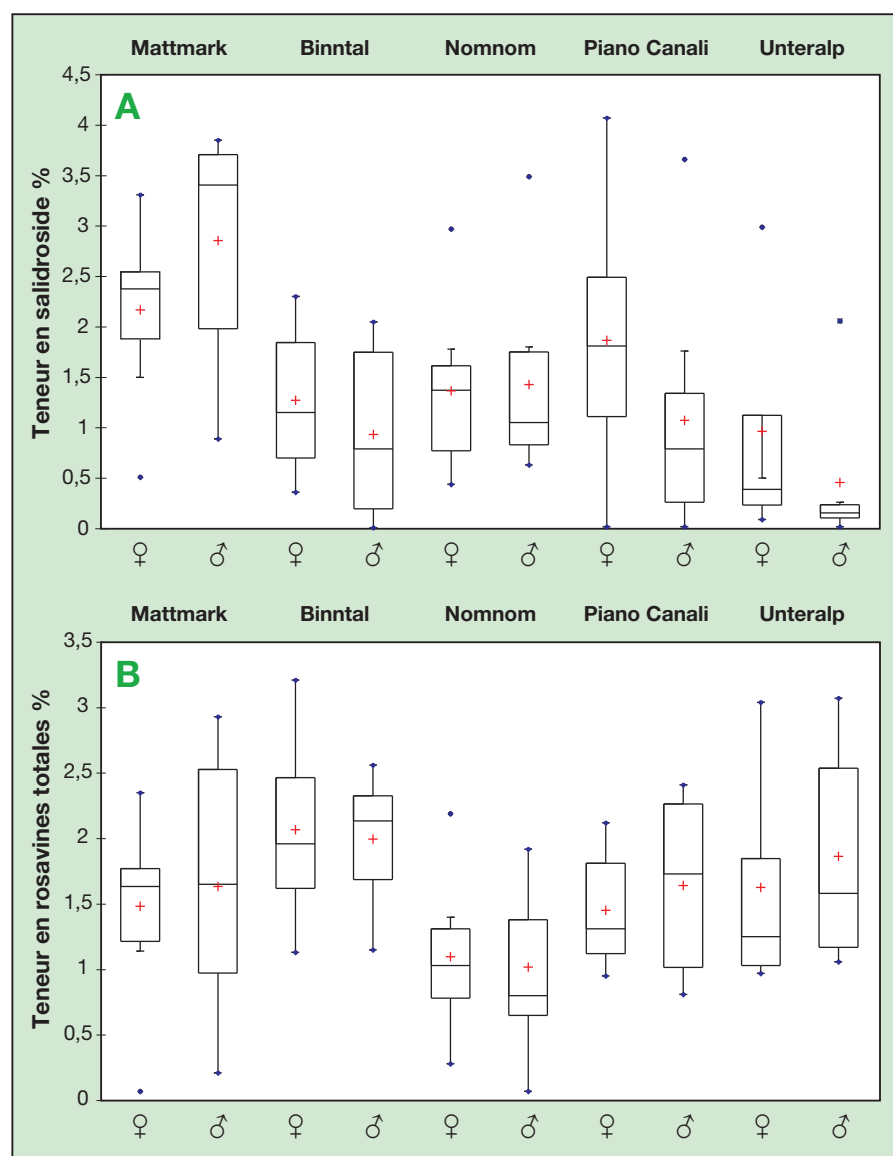 Mattmark Binntal Nomnom Piano Canali Unteralp
A
Teneur en salidroside %
4,5
4
3,5
3
2,5
2
1,5
1
0,5
0
♀ ♂ ♀ ♂ ♀ ♂ ♀ ♂ ♀ ♂
Mattmark Binntal Nomnom Piano Canali Unteralp
B
Teneur en rosavines totales %
3,5
3
2,5
2
1,5
1
0,5
0
♀ ♂ ♀ ♂ ♀ ♂ ♀ ♂ ♀ ♂